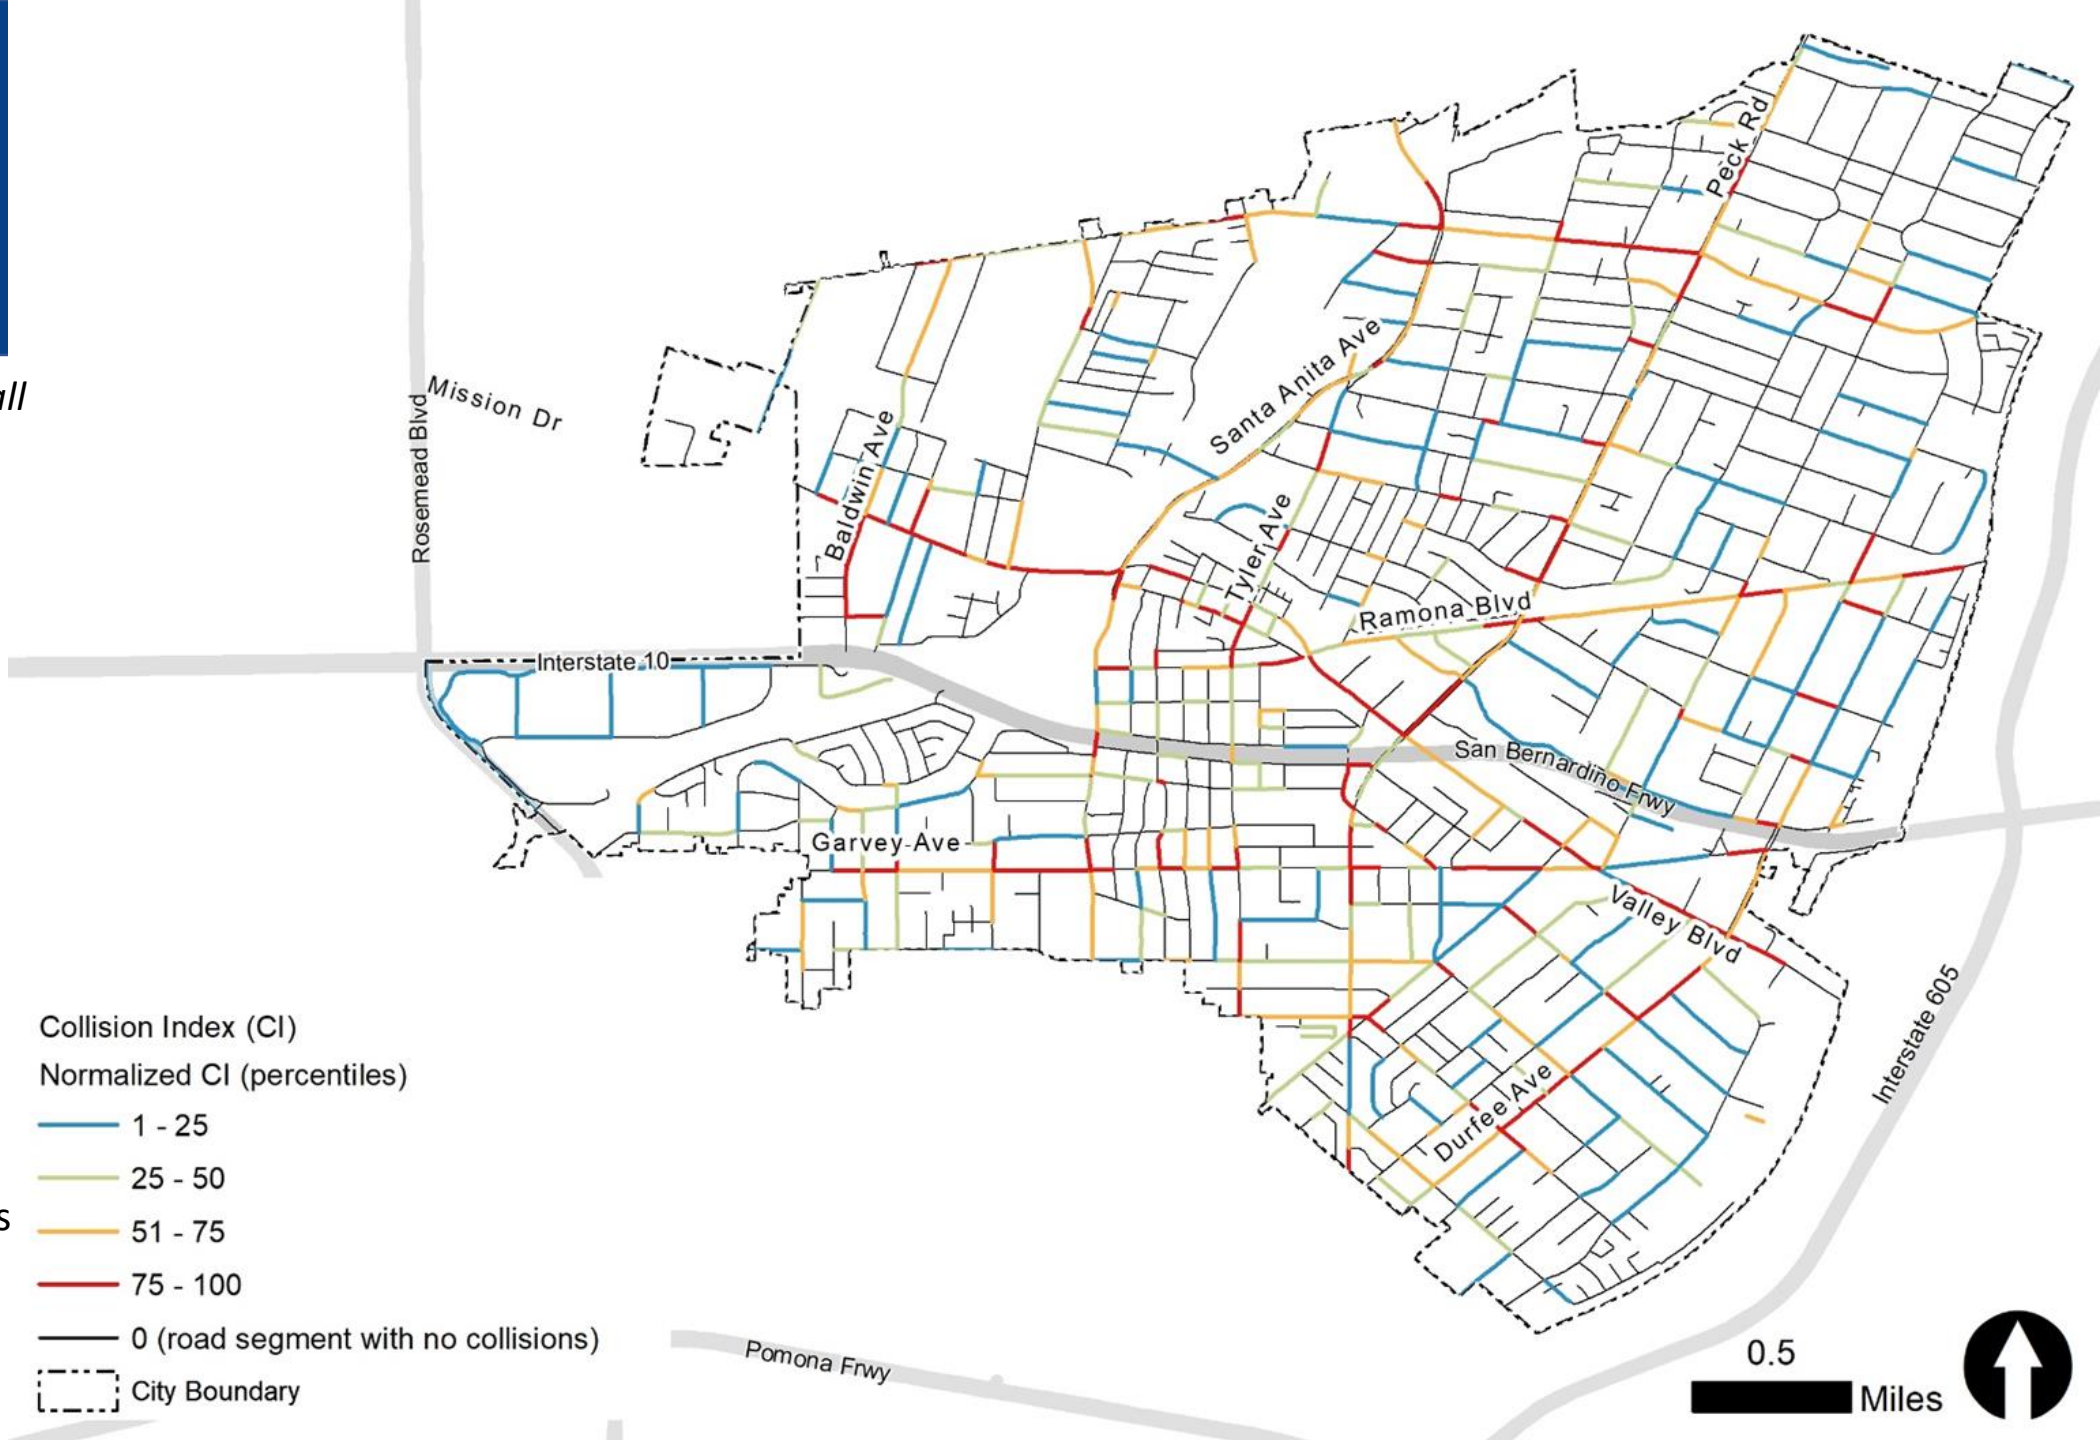 all
Peck Rd
Mission Dr
Rosemead Blvd
Santa Anita Ave
Baldwin Ave
Tyler Ave
Ramona Blvd
Interstate 10
San Bernardino Frwy
Garvey Ave
Valley Blvd
Interstate 605
Durfee Ave
Collision Index (CI)
Normalized CI (percentiles)
1 - 25
25 - 50
s
51 - 75
75 - 100
0 (road segment with no collisions)
City Boundary
Pomona Frwy
0.5
Miles